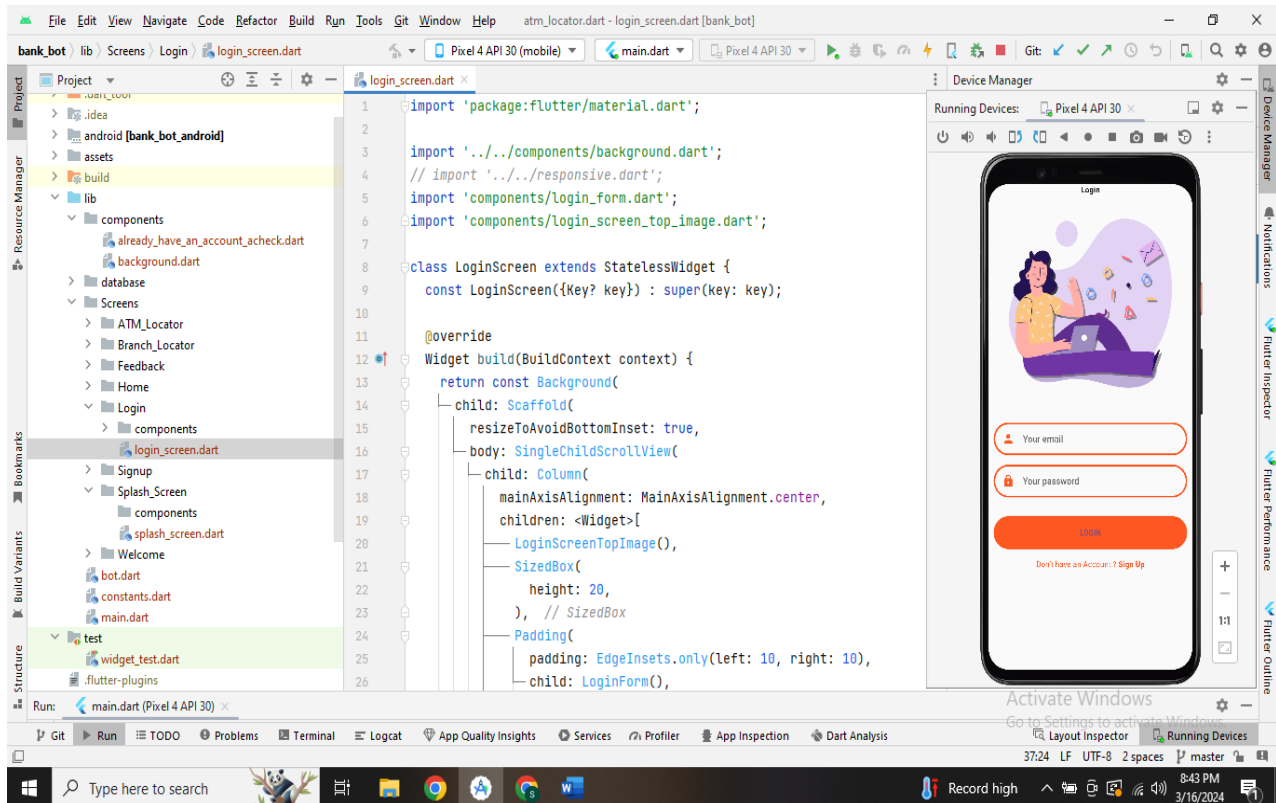 File Edit View Navigate Code Refactor Build Run Tools Git Window Help atm_locator.dart - login_screen.dart [bank_bot]
bank_bot lib Screens Login login_screen.dart Pixel 4 API 30 (mobile) main.dart Pixel 4 API 30 Git:
Project
Project
login_screen.dart
Device Manager
Running Devices: Pixel 4 API 30
.dart_tool
.idea
android [bank_bot_android]
assets
build
lib
components
already_have_an_account_acheck.dart
background.dart
database
Screens
ATM_Locator
Branch_Locator
Feedback
Home
Login
components
login_screen.dart
Signup
Splash_Screen
components
splash_screen.dart
Welcome
bot.dart
constants.dart
main.dart
test
widget_test.dart
.flutter-plugins
Resource Manager
Bookmarks
Build Variants
Structure
1 import 'package:flutter/material.dart';
2
3 import '../../components/background.dart';
4 // import '../../responsive.dart';
5 import 'components/login_form.dart';
6 import 'components/login_screen_top_image.dart';
7
8 class LoginScreen extends StatelessWidget {
9 const LoginScreen({Key? key}) : super(key: key);
10
11 @override
12 Widget build(BuildContext context) {
13 return const Background(
14 child: Scaffold(
15 resizeToAvoidBottomInset: true,
16 body: SingleChildScrollView(
17 child: Column(
18 mainAxisAlignment: MainAxisAlignment.center,
19 children: <Widget>[
20 LoginScreenTopImage(),
21 SizedBox(
22 height: 20,
23 ), // SizedBox
24 Padding(
25 padding: EdgeInsets.only(left: 10, right: 10),
26 child: LoginForm(),
Login
Your email
Your password
LOGIN
Don't have an Account ? Sign Up
1:1
Device Manager
Notifications
Flutter Inspector
Flutter Performance
Flutter Outline
Activate Windows
Go to Settings to activate Windows.
Run: main.dart (Pixel 4 API 30)
Git Run TODO Problems Terminal Logcat App Quality Insights Services Profiler App Inspection Dart Analysis Layout Inspector Running Devices
37:24 LF UTF-8 2 spaces master
Type here to search
Record high
8:43 PM
3/16/2024
1